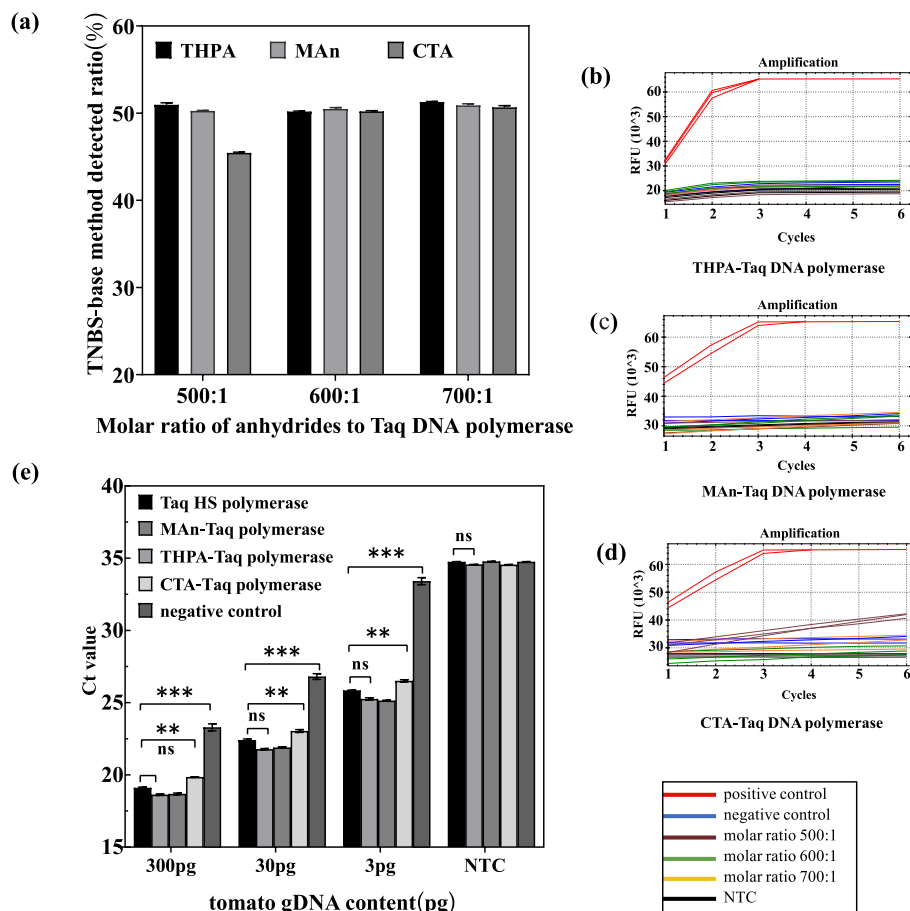 (a)
TNBS-base method detected ratio(%)
60
50
40
30
20
THPA
MAn
CTA
500:1
600:1
700:1
Molar ratio of anhydrides to Taq DNA polymerase
(b)
Amplification
RFU (10^3)
60
50
40
30
20
1
2
3
4
5
6
Cycles
THPA-Taq DNA polymerase
(c)
Amplification
RFU (10^3)
60
50
40
30
1
2
3
4
5
6
Cycles
MAn-Taq DNA polymerase
(d)
Amplification
RFU (10^3)
60
50
40
30
1
2
3
4
5
6
Cycles
CTA-Taq DNA polymerase
(e)
Ct value
40
35
30
25
20
15
Taq HS polymerase
MAn-Taq polymerase
THPA-Taq polymerase
CTA-Taq polymerase
negative control
***
**
ns
***
**
ns
***
**
ns
ns
300pg
30pg
3pg
NTC
tomato gDNA content(pg)
positive control
negative control
molar ratio 500:1
molar ratio 600:1
molar ratio 700:1
NTC